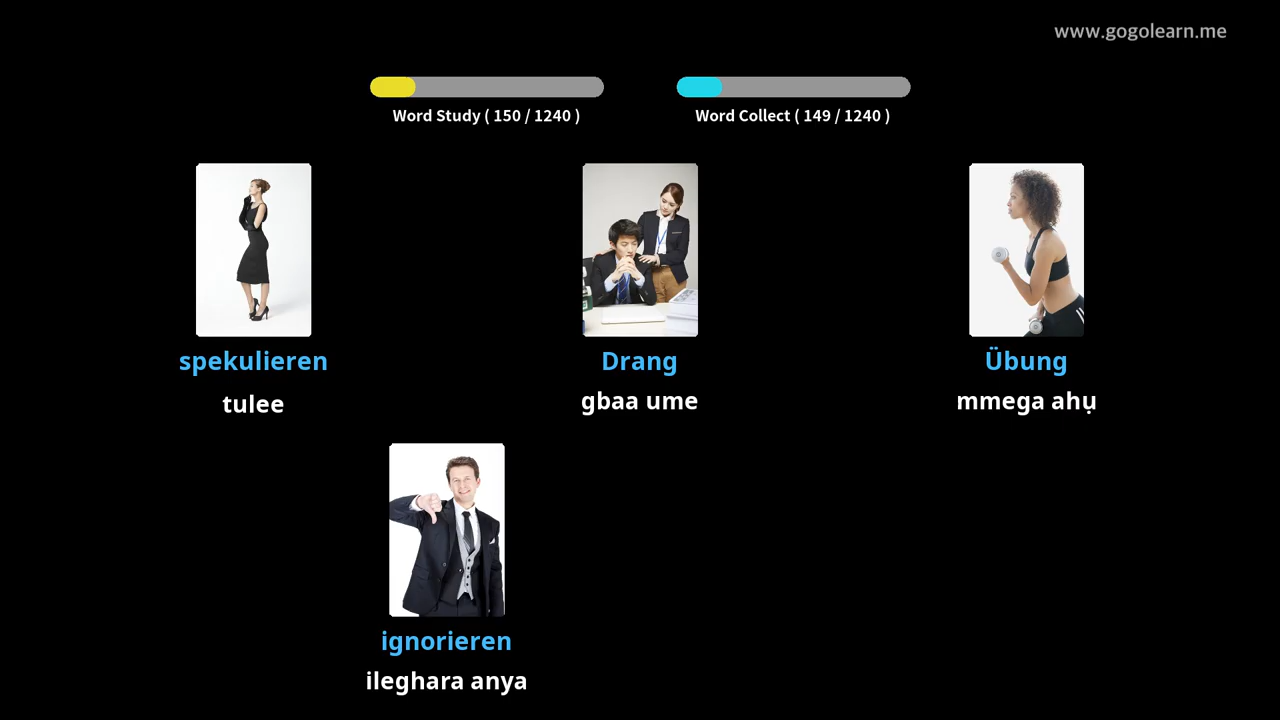 www.gogolearn.me
Word Study ( 150 / 1240 )
Word Collect ( 149 / 1240 )
spekulieren
Drang
Übung
tulee
gbaa ume
mmega ahụ
ignorieren
ileghara anya